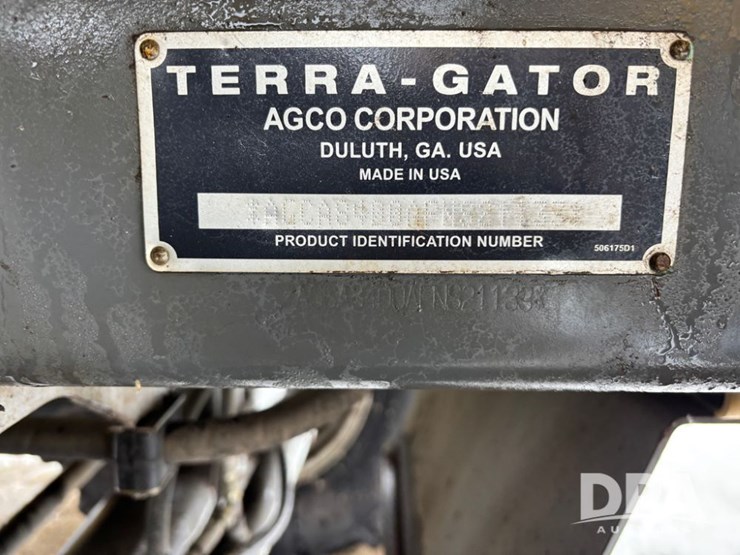 TERRA-GATOR
AGCO CORPORATION
DULUTH, GA. USA
MADE IN USA
PRODUCT IDENTIFICATION NUMBER
506175D1